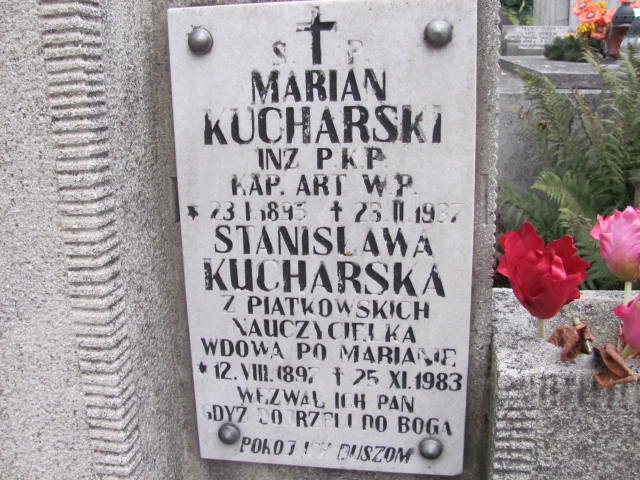 S P
MARIAN
KUCHARSKI
INŻ P.K.P
KAP. ART W.P.
* 23.I.1895 ✝ 23.II.1937
STANISŁAWA
KUCHARSKA
Z PIĄTKOWSKICH
NAUCZYCIELKA
WDOWA PO MARIANIE
* 12.VIII.1897 ✝ 25 XI.1983
WEZWAŁ ICH PAN
GDYŻ DOJRZELI DO BOGA
POKÓJ ICH DUSZOM